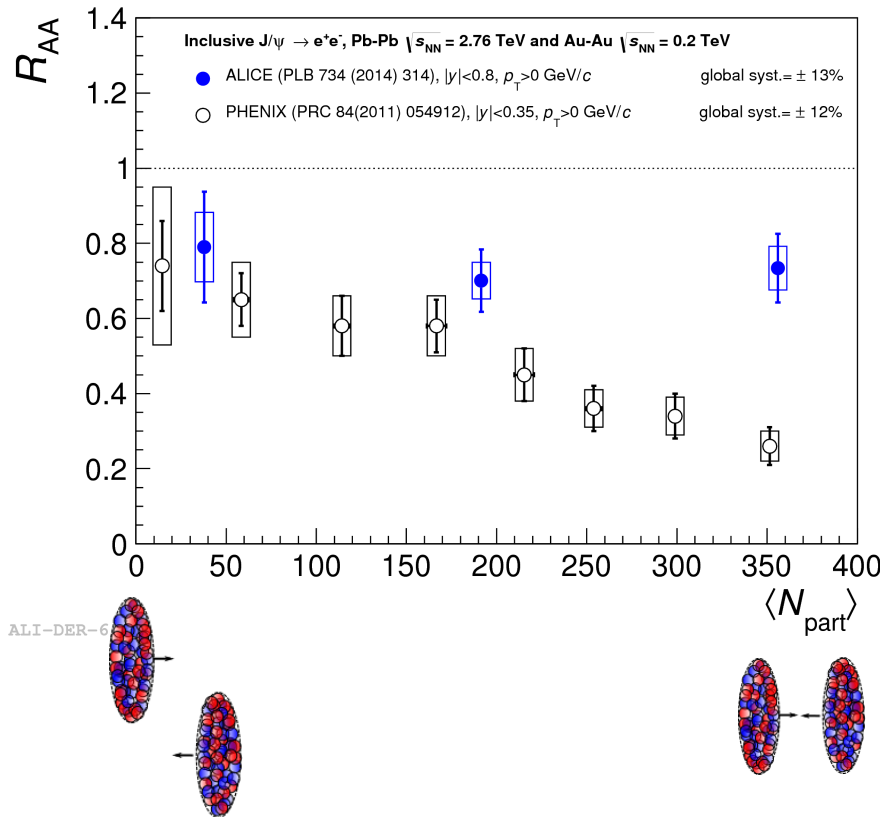 R_AA
1.4
Inclusive J/ψ → e⁺e⁻, Pb-Pb √s_NN = 2.76 TeV and Au-Au √s_NN = 0.2 TeV
ALICE (PLB 734 (2014) 314), |y|<0.8, p_T>0 GeV/c global syst.= ± 13%
1.2
PHENIX (PRC 84(2011) 054912), |y|<0.35, p_T>0 GeV/c global syst.= ± 12%
1
0.8
0.6
0.4
0.2
0
0 50 100 150 200 250 300 350 400
⟨N_part⟩
ALI-DER-6